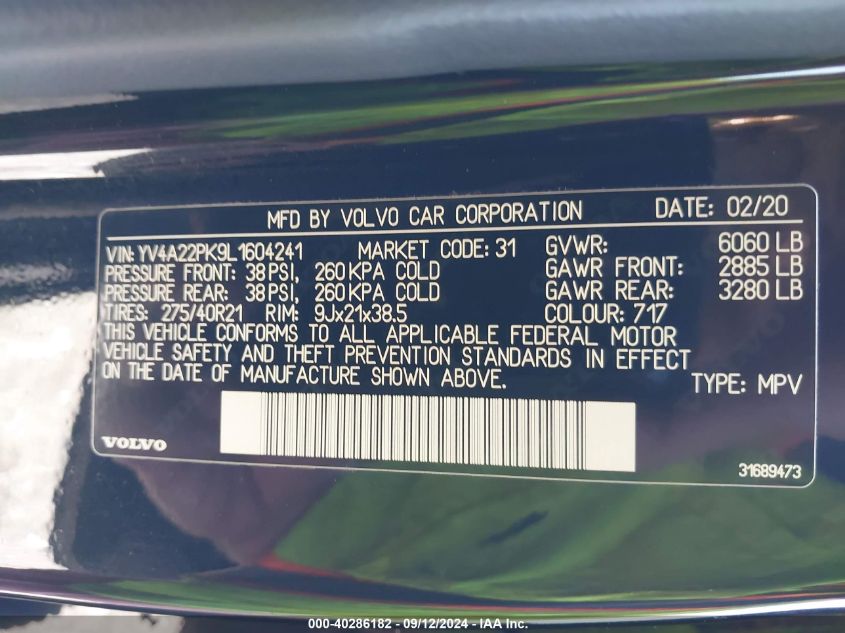 MFD BY VOLVO CAR CORPORATION DATE: 02/20
VIN: YV4A22PK9L1604241 MARKET CODE: 31 GVWR: 6060 LB
PRESSURE FRONT: 38 PSI, 260 KPA COLD GAWR FRONT: 2885 LB
PRESSURE REAR: 38 PSI, 260 KPA COLD GAWR REAR: 3280 LB
TIRES: 275/40R21 RIM: 9Jx21x38.5 COLOUR: 717
THIS VEHICLE CONFORMS TO ALL APPLICABLE FEDERAL MOTOR
VEHICLE SAFETY AND THEFT PREVENTION STANDARDS IN EFFECT
ON THE DATE OF MANUFACTURE SHOWN ABOVE. TYPE: MPV
VOLVO
31689473
000-40286182 - 09/12/2024 - IAA Inc.